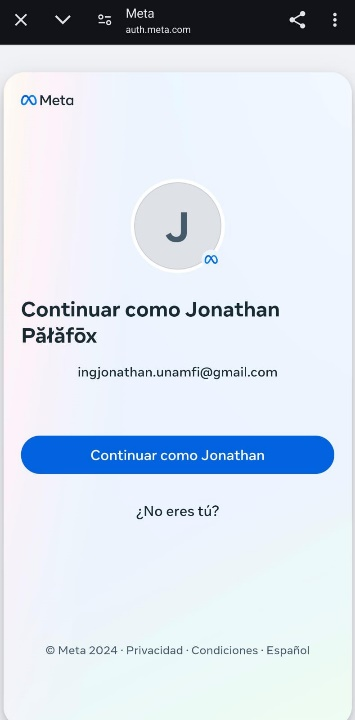 Meta
auth.meta.com
Meta
J
Continuar como Jonathan
Păłăfōx
ingjonathan.unamfi@gmail.com
Continuar como Jonathan
¿No eres tú?
© Meta 2024 · Privacidad · Condiciones · Español